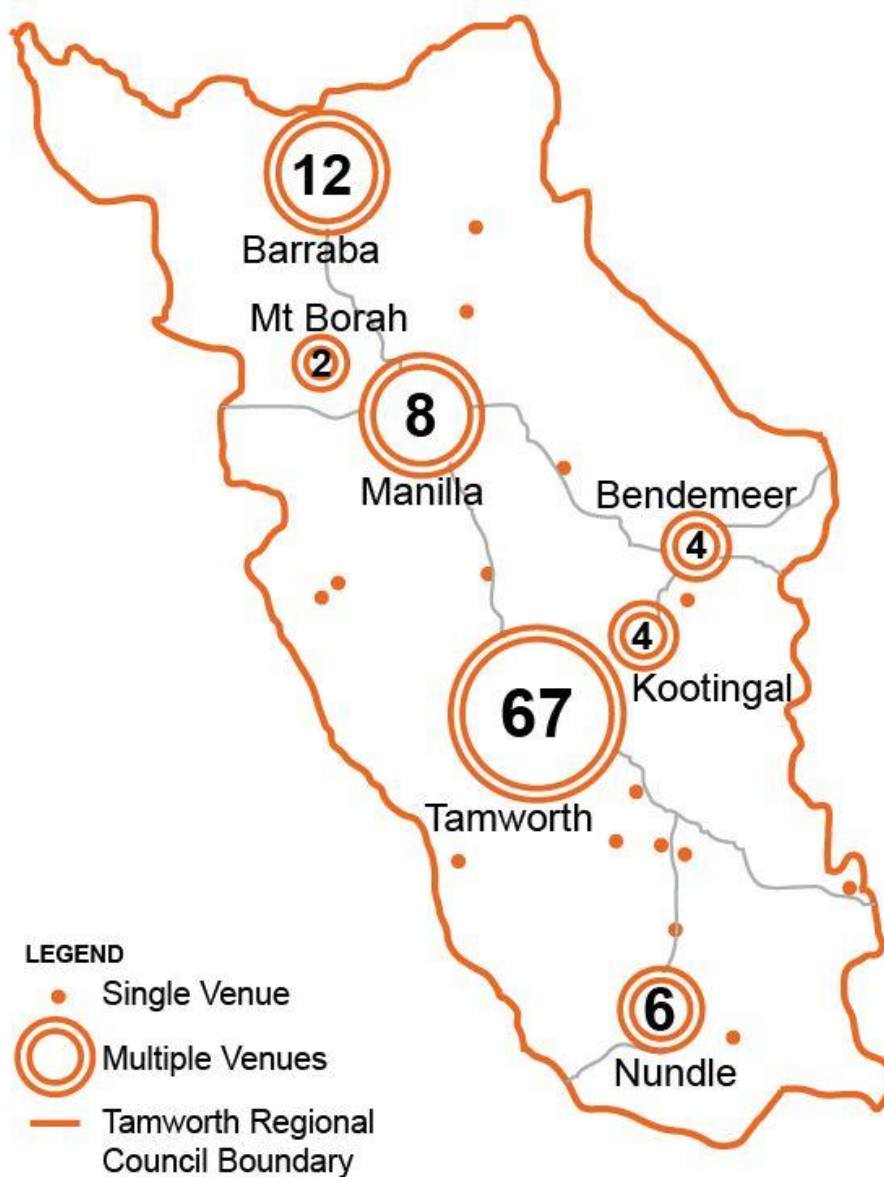 12
Barraba
Mt Borah
2
8
Manilla
Bendemeer
4
4
Kootingal
67
Tamworth
6
Nundle
LEGEND
Single Venue
Multiple Venues
Tamworth Regional
Council Boundary